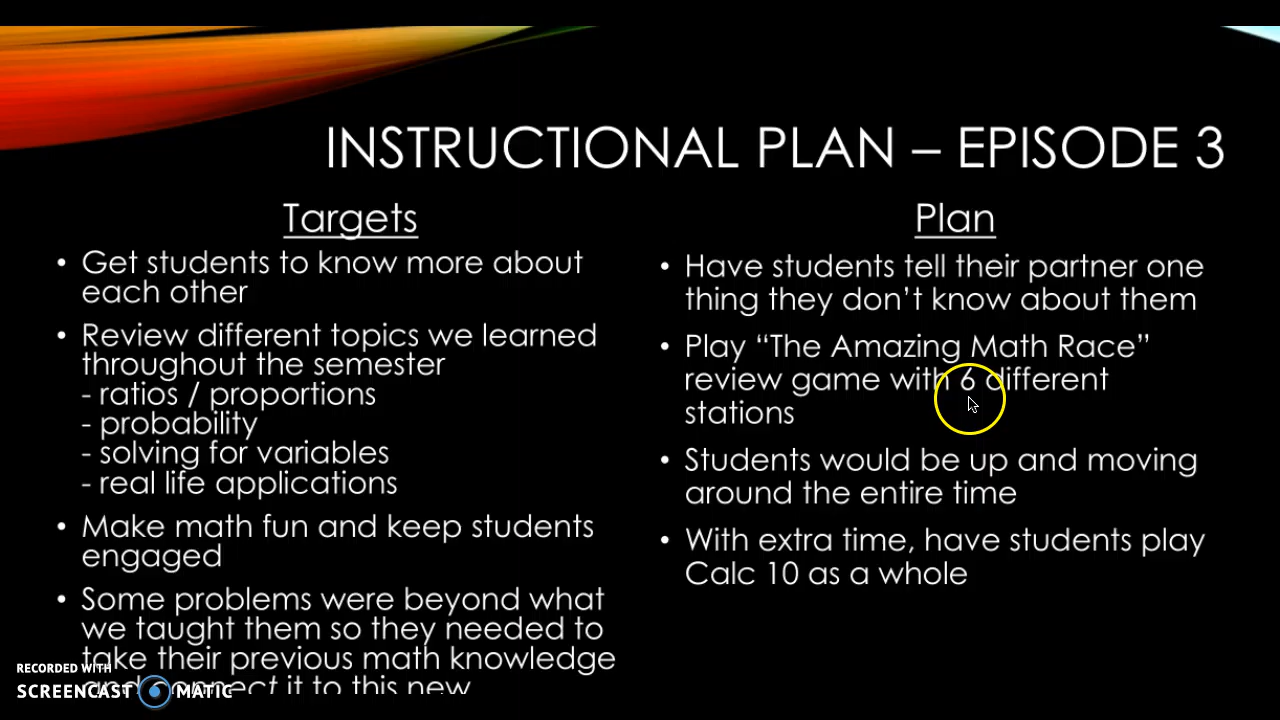 INSTRUCTIONAL PLAN – EPISODE 3
Targets
• Get students to know more about
each other
• Review different topics we learned
throughout the semester
- ratios / proportions
- probability
- solving for variables
- real life applications
• Make math fun and keep students
engaged
• Some problems were beyond what
we taught them so they needed to
take their previous math knowledge
and connect it to this new
Plan
• Have students tell their partner one
thing they don’t know about them
• Play “The Amazing Math Race”
review game with 6 different
stations
• Students would be up and moving
around the entire time
• With extra time, have students play
Calc 10 as a whole
RECORDED WITH
SCREENCAST MATIC